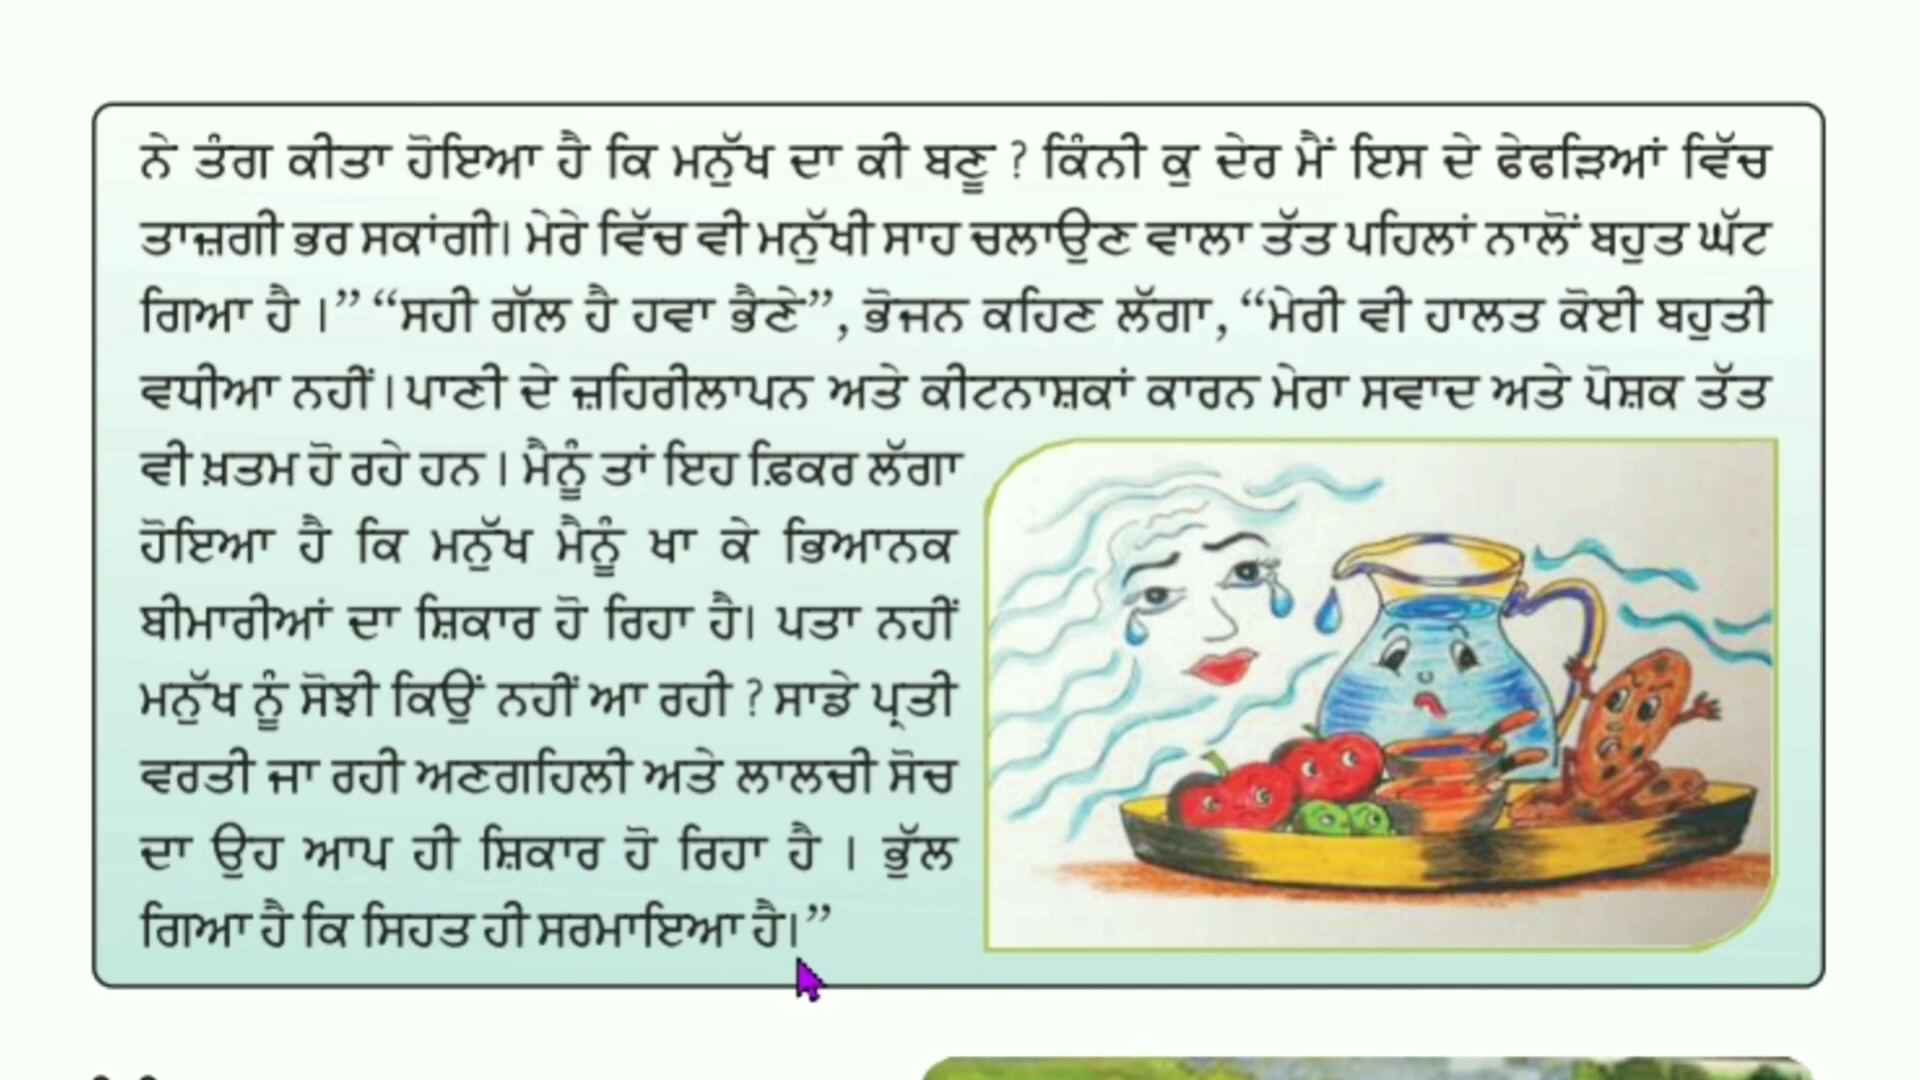 ਨੇ ਤੰਗ ਕੀਤਾ ਹੋਇਆ ਹੈ ਕਿ ਮਨੁੱਖ ਦਾ ਕੀ ਬਣੂ ? ਕਿੰਨੀ ਕੁ ਦੇਰ ਮੈਂ ਇਸ ਦੇ ਫੇਫੜਿਆਂ ਵਿੱਚ
ਤਾਜ਼ਗੀ ਭਰ ਸਕਾਂਗੀ। ਮੇਰੇ ਵਿੱਚ ਵੀ ਮਨੁੱਖੀ ਸਾਹ ਚਲਾਉਣ ਵਾਲਾ ਤੱਤ ਪਹਿਲਾਂ ਨਾਲੋਂ ਬਹੁਤ ਘੱਟ
ਗਿਆ ਹੈ ।” “ਸਹੀ ਗੱਲ ਹੈ ਹਵਾ ਭੈਣੇ”, ਭੋਜਨ ਕਹਿਣ ਲੱਗਾ, “ਮੇਰੀ ਵੀ ਹਾਲਤ ਕੋਈ ਬਹੁਤੀ
ਵਧੀਆ ਨਹੀਂ। ਪਾਣੀ ਦੇ ਜ਼ਹਿਰੀਲਾਪਨ ਅਤੇ ਕੀਟਨਾਸ਼ਕਾਂ ਕਾਰਨ ਮੇਰਾ ਸਵਾਦ ਅਤੇ ਪੋਸ਼ਕ ਤੱਤ
ਵੀ ਖ਼ਤਮ ਹੋ ਰਹੇ ਹਨ । ਮੈਨੂੰ ਤਾਂ ਇਹ ਫ਼ਿਕਰ ਲੱਗਾ
ਹੋਇਆ ਹੈ ਕਿ ਮਨੁੱਖ ਮੈਨੂੰ ਖਾ ਕੇ ਭਿਆਨਕ
ਬੀਮਾਰੀਆਂ ਦਾ ਸ਼ਿਕਾਰ ਹੋ ਰਿਹਾ ਹੈ। ਪਤਾ ਨਹੀਂ
ਮਨੁੱਖ ਨੂੰ ਸੋਝੀ ਕਿਉਂ ਨਹੀਂ ਆ ਰਹੀ ? ਸਾਡੇ ਪ੍ਰਤੀ
ਵਰਤੀ ਜਾ ਰਹੀ ਅਣਗਹਿਲੀ ਅਤੇ ਲਾਲਚੀ ਸੋਚ
ਦਾ ਉਹ ਆਪ ਹੀ ਸ਼ਿਕਾਰ ਹੋ ਰਿਹਾ ਹੈ । ਭੁੱਲ
ਗਿਆ ਹੈ ਕਿ ਸਿਹਤ ਹੀ ਸਰਮਾਇਆ ਹੈ।”